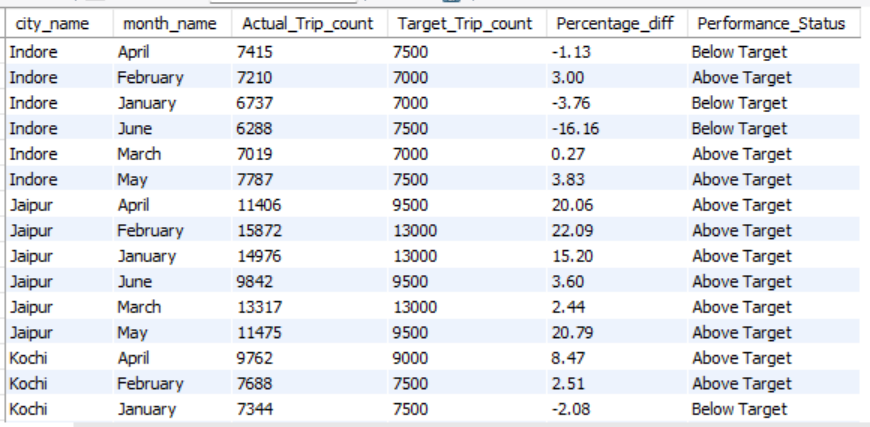 city_name month_name Actual_Trip_count Target_Trip_count Percentage_diff Performance_Status
Indore April 7415 7500 -1.13 Below Target
Indore February 7210 7000 3.00 Above Target
Indore January 6737 7000 -3.76 Below Target
Indore June 6288 7500 -16.16 Below Target
Indore March 7019 7000 0.27 Above Target
Indore May 7787 7500 3.83 Above Target
Jaipur April 11406 9500 20.06 Above Target
Jaipur February 15872 13000 22.09 Above Target
Jaipur January 14976 13000 15.20 Above Target
Jaipur June 9842 9500 3.60 Above Target
Jaipur March 13317 13000 2.44 Above Target
Jaipur May 11475 9500 20.79 Above Target
Kochi April 9762 9000 8.47 Above Target
Kochi February 7688 7500 2.51 Above Target
Kochi January 7344 7500 -2.08 Below Target